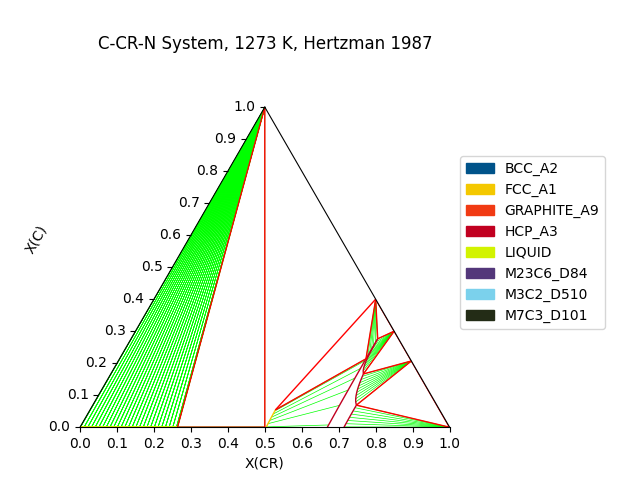 C-CR-N System, 1273 K, Hertzman 1987
1.0
0.9
0.8
0.7
0.6
0.5
0.4
0.3
0.2
0.1
0.0
X(C)
0.0 0.1 0.2 0.3 0.4 0.5 0.6 0.7 0.8 0.9 1.0
X(CR)
BCC_A2
FCC_A1
GRAPHITE_A9
HCP_A3
LIQUID
M23C6_D84
M3C2_D510
M7C3_D101